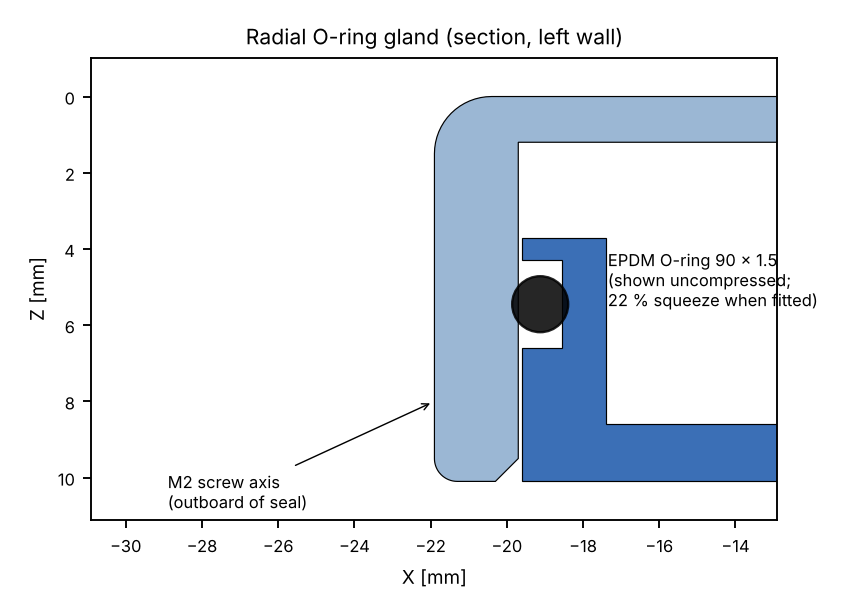 Radial O-ring gland (section, left wall)
0
2
4
6
8
10
Z [mm]
EPDM O-ring 90 × 1.5
(shown uncompressed;
22 % squeeze when fitted)
M2 screw axis
(outboard of seal)
−30
−28
−26
−24
−22
−20
−18
−16
−14
X [mm]